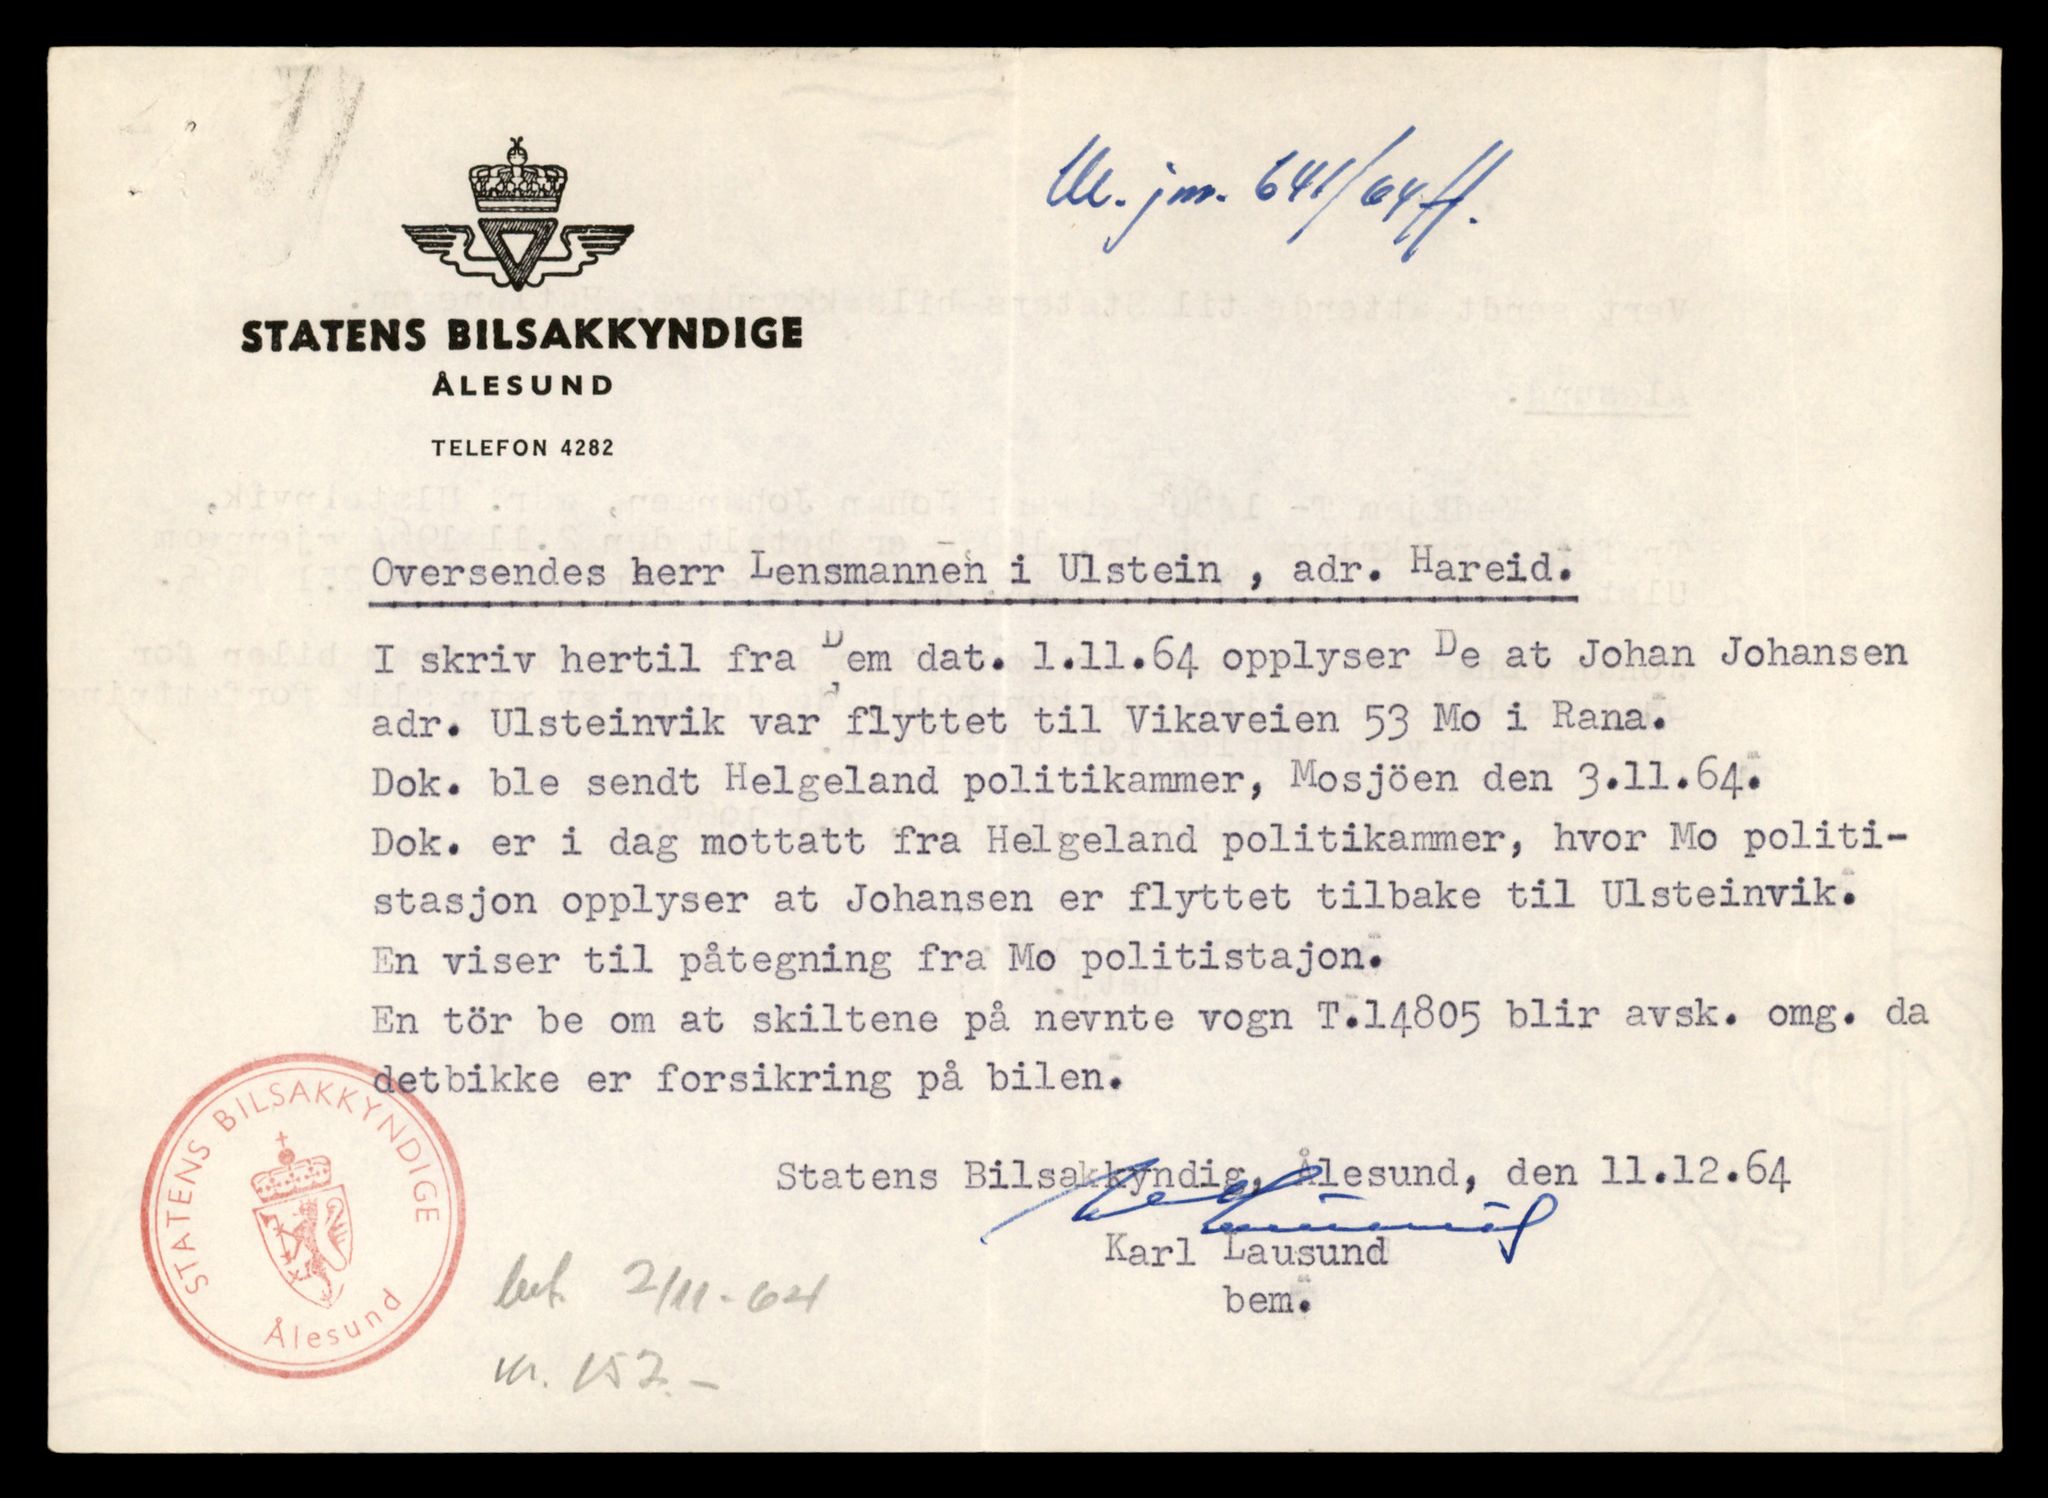 Ul. jnr. 641/64 ff.
STATENS BILSAKKYNDIGE
ÅLESUND
TELEFON 4282
Oversendes herr Lensmannen i Ulstein , adr. Hareid.
I skriv hertil fra Dem dat. 1.11.64 opplyser De at Johan Johansen
adr. Ulsteinvik var flyttet til Vikaveien 53 Mo i Rana.
Dok. ble sendt Helgeland politikammer, Mosjöen den 3.11.64.
Dok. er i dag mottatt fra Helgeland politikammer, hvor Mo politi-
stasjon opplyser at Johansen er flyttet tilbake til Ulsteinvik.
En viser til påtegning fra Mo politistajon.
En tör be om at skiltene på nevnte vogn T.14805 blir avsk. omg. da
detbikke er forsikring på bilen.
Statens Bilsakkyndig, Ålesund, den 11.12.64
Karl Lausund
bem.
STATENS BILSAKKYNDIGE
Ålesund
bet. 2/11-64
kr. 152.-